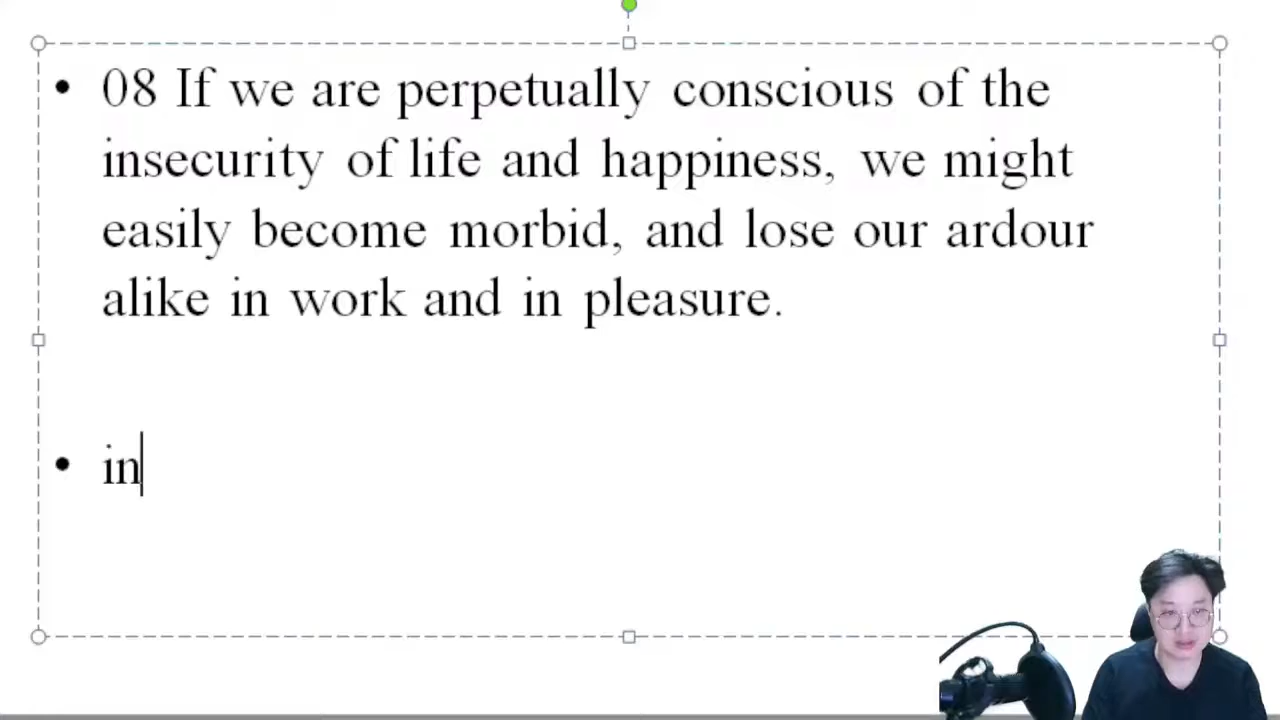 • 08 If we are perpetually conscious of the
insecurity of life and happiness, we might
easily become morbid, and lose our ardour
alike in work and in pleasure.
• in